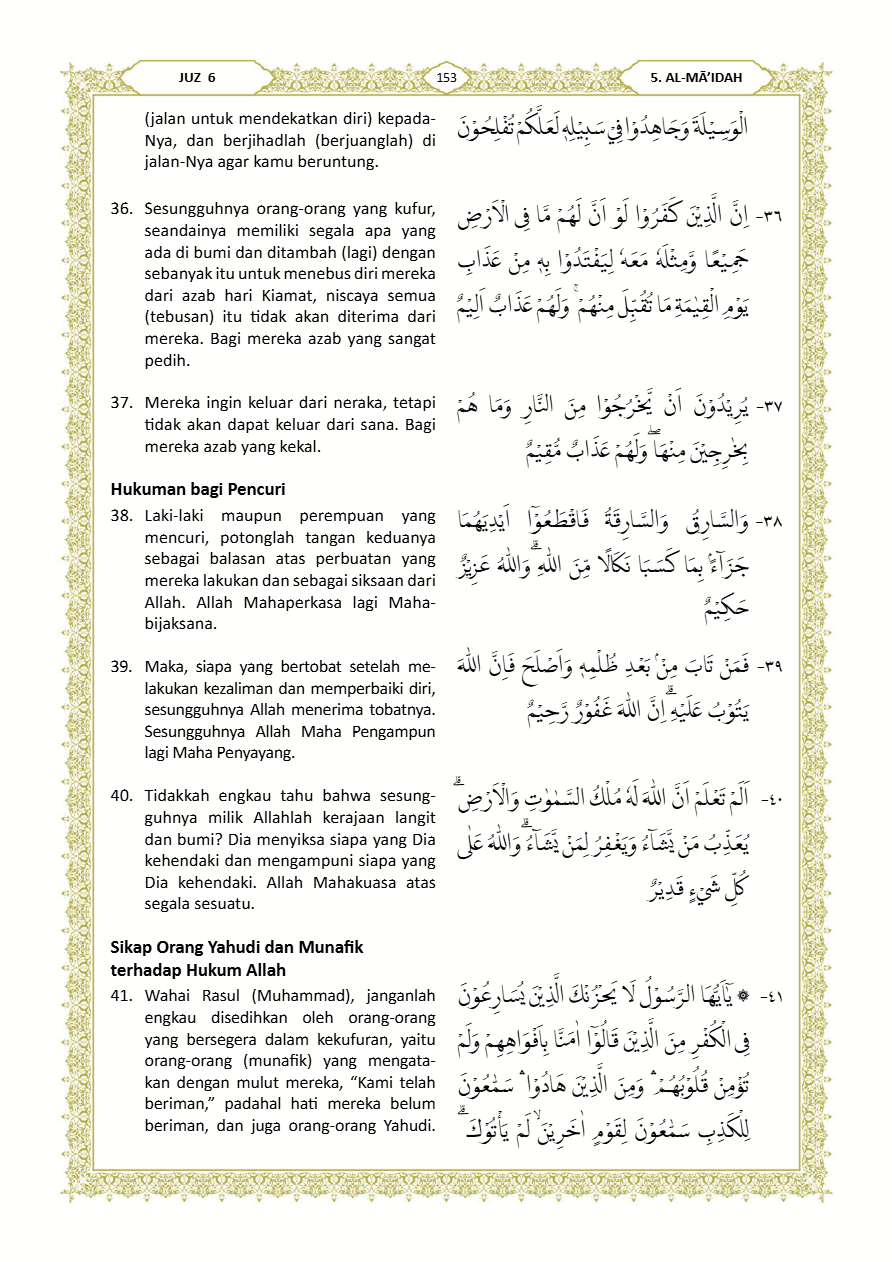 JUZ 6
153
5. AL-MĀ’IDAH
(jalan untuk mendekatkan diri) kepada-
Nya, dan berjihadlah (berjuanglah) di
jalan-Nya agar kamu beruntung.
الْوَسِيْلَةَ وَجَاهِدُوْا فِيْ سَبِيْلِهٖ لَعَلَّكُمْ تُفْلِحُوْنَ
36. Sesungguhnya orang-orang yang kufur,
seandainya memiliki segala apa yang
ada di bumi dan ditambah (lagi) dengan
sebanyak itu untuk menebus diri mereka
dari azab hari Kiamat, niscaya semua
(tebusan) itu tidak akan diterima dari
mereka. Bagi mereka azab yang sangat
pedih.
٣٦- اِنَّ الَّذِيْنَ كَفَرُوْا لَوْ اَنَّ لَهُمْ مَّا فِى الْاَرْضِ
جَمِيْعًا وَّمِثْلَهٗ مَعَهٗ لِيَفْتَدُوْا بِهٖ مِنْ عَذَابِ
يَوْمِ الْقِيٰمَةِ مَا تُقُبِّلَ مِنْهُمْۚ وَلَهُمْ عَذَابٌ اَلِيْمٌ
37. Mereka ingin keluar dari neraka, tetapi
tidak akan dapat keluar dari sana. Bagi
mereka azab yang kekal.
٣٧- يُرِيْدُوْنَ اَنْ يَّخْرُجُوْا مِنَ النَّارِ وَمَا هُمْ
بِخٰرِجِيْنَ مِنْهَاۖ وَلَهُمْ عَذَابٌ مُّقِيْمٌ
Hukuman bagi Pencuri
38. Laki-laki maupun perempuan yang
mencuri, potonglah tangan keduanya
sebagai balasan atas perbuatan yang
mereka lakukan dan sebagai siksaan dari
Allah. Allah Mahaperkasa lagi Maha-
bijaksana.
٣٨- وَالسَّارِقُ وَالسَّارِقَةُ فَاقْطَعُوْٓا اَيْدِيَهُمَا
جَزَاۤءًۢ بِمَا كَسَبَا نَكَالًا مِّنَ اللّٰهِۗ وَاللّٰهُ عَزِيْزٌ
حَكِيْمٌ
39. Maka, siapa yang bertobat setelah me-
lakukan kezaliman dan memperbaiki diri,
sesungguhnya Allah menerima tobatnya.
Sesungguhnya Allah Maha Pengampun
lagi Maha Penyayang.
٣٩- فَمَنْ تَابَ مِنْۢ بَعْدِ ظُلْمِهٖ وَاَصْلَحَ فَاِنَّ اللّٰهَ
يَتُوْبُ عَلَيْهِۗ اِنَّ اللّٰهَ غَفُوْرٌ رَّحِيْمٌ
40. Tidakkah engkau tahu bahwa sesung-
guhnya milik Allahlah kerajaan langit
dan bumi? Dia menyiksa siapa yang Dia
kehendaki dan mengampuni siapa yang
Dia kehendaki. Allah Mahakuasa atas
segala sesuatu.
٤٠- اَلَمْ تَعْلَمْ اَنَّ اللّٰهَ لَهٗ مُلْكُ السَّمٰوٰتِ وَالْاَرْضِۗ
يُعَذِّبُ مَنْ يَّشَاۤءُ وَيَغْفِرُ لِمَنْ يَّشَاۤءُۗ وَاللّٰهُ عَلٰى
كُلِّ شَيْءٍ قَدِيْرٌ
Sikap Orang Yahudi dan Munafik
terhadap Hukum Allah
41. Wahai Rasul (Muhammad), janganlah
engkau disedihkan oleh orang-orang
yang bersegera dalam kekufuran, yaitu
orang-orang (munafik) yang mengata-
kan dengan mulut mereka, “Kami telah
beriman,” padahal hati mereka belum
beriman, dan juga orang-orang Yahudi.
٤١- ۞ يٰٓاَيُّهَا الرَّسُوْلُ لَا يَحْزُنْكَ الَّذِيْنَ يُسَارِعُوْنَ
فِى الْكُفْرِ مِنَ الَّذِيْنَ قَالُوْٓا اٰمَنَّا بِاَفْوَاهِهِمْ وَلَمْ
تُؤْمِنْ قُلُوْبُهُمْ ۛ وَمِنَ الَّذِيْنَ هَادُوْا ۛ سَمّٰعُوْنَ
لِلْكَذِبِ سَمّٰعُوْنَ لِقَوْمٍ اٰخَرِيْنَۙ لَمْ يَأْتُوْكَۗ